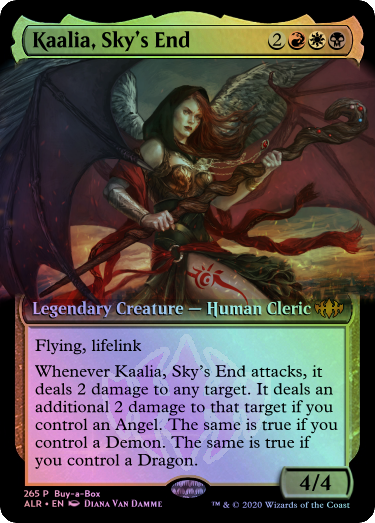 Kaalia, Sky's End 2
Legendary Creature — Human Cleric
Flying, lifelink
Whenever Kaalia, Sky's End attacks, it
deals 2 damage to any target. It deals an
additional 2 damage to that target if you
control an Angel. The same is true if you
control a Demon. The same is true if
you control a Dragon.
4/4
265 P Buy-a-Box
ALR • EN Diana Van Damme
™ & © 2020 Wizards of the Coast